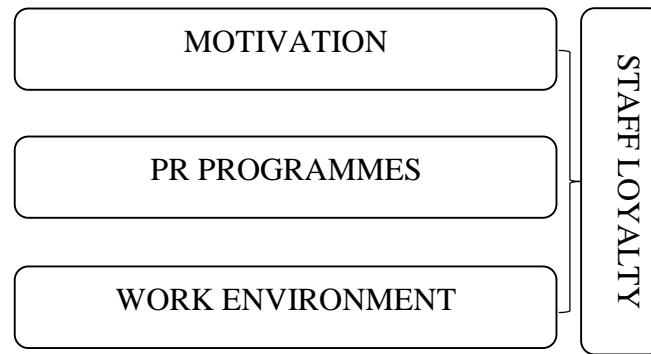 MOTIVATION
PR PROGRAMMES
WORK ENVIRONMENT
STAFF LOYALTY